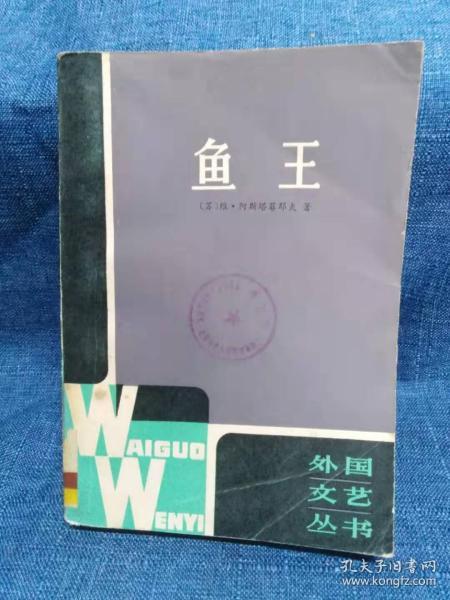 鱼王
〔苏〕维·阿斯塔菲耶夫 著
WAIGUO
WENYI
外国
文艺
丛书
孔夫子旧书网
www.kongfz.com